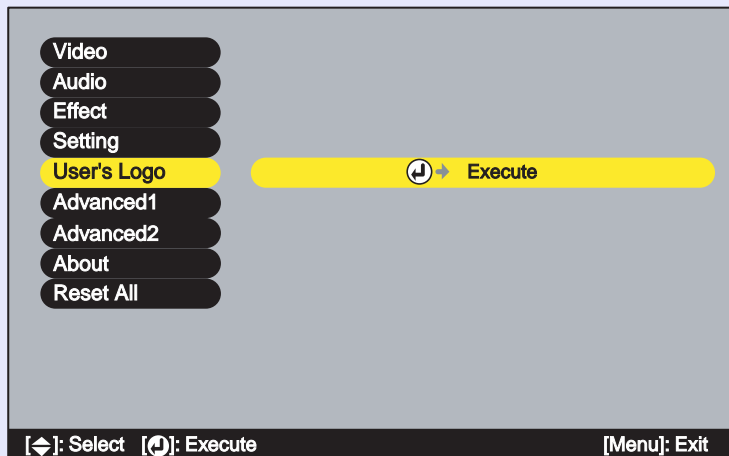 Video
Audio
Effect
Setting
User's Logo
Execute
Advanced1
Advanced2
About
Reset All
[ ]: Select [ ]: Execute [Menu]: Exit